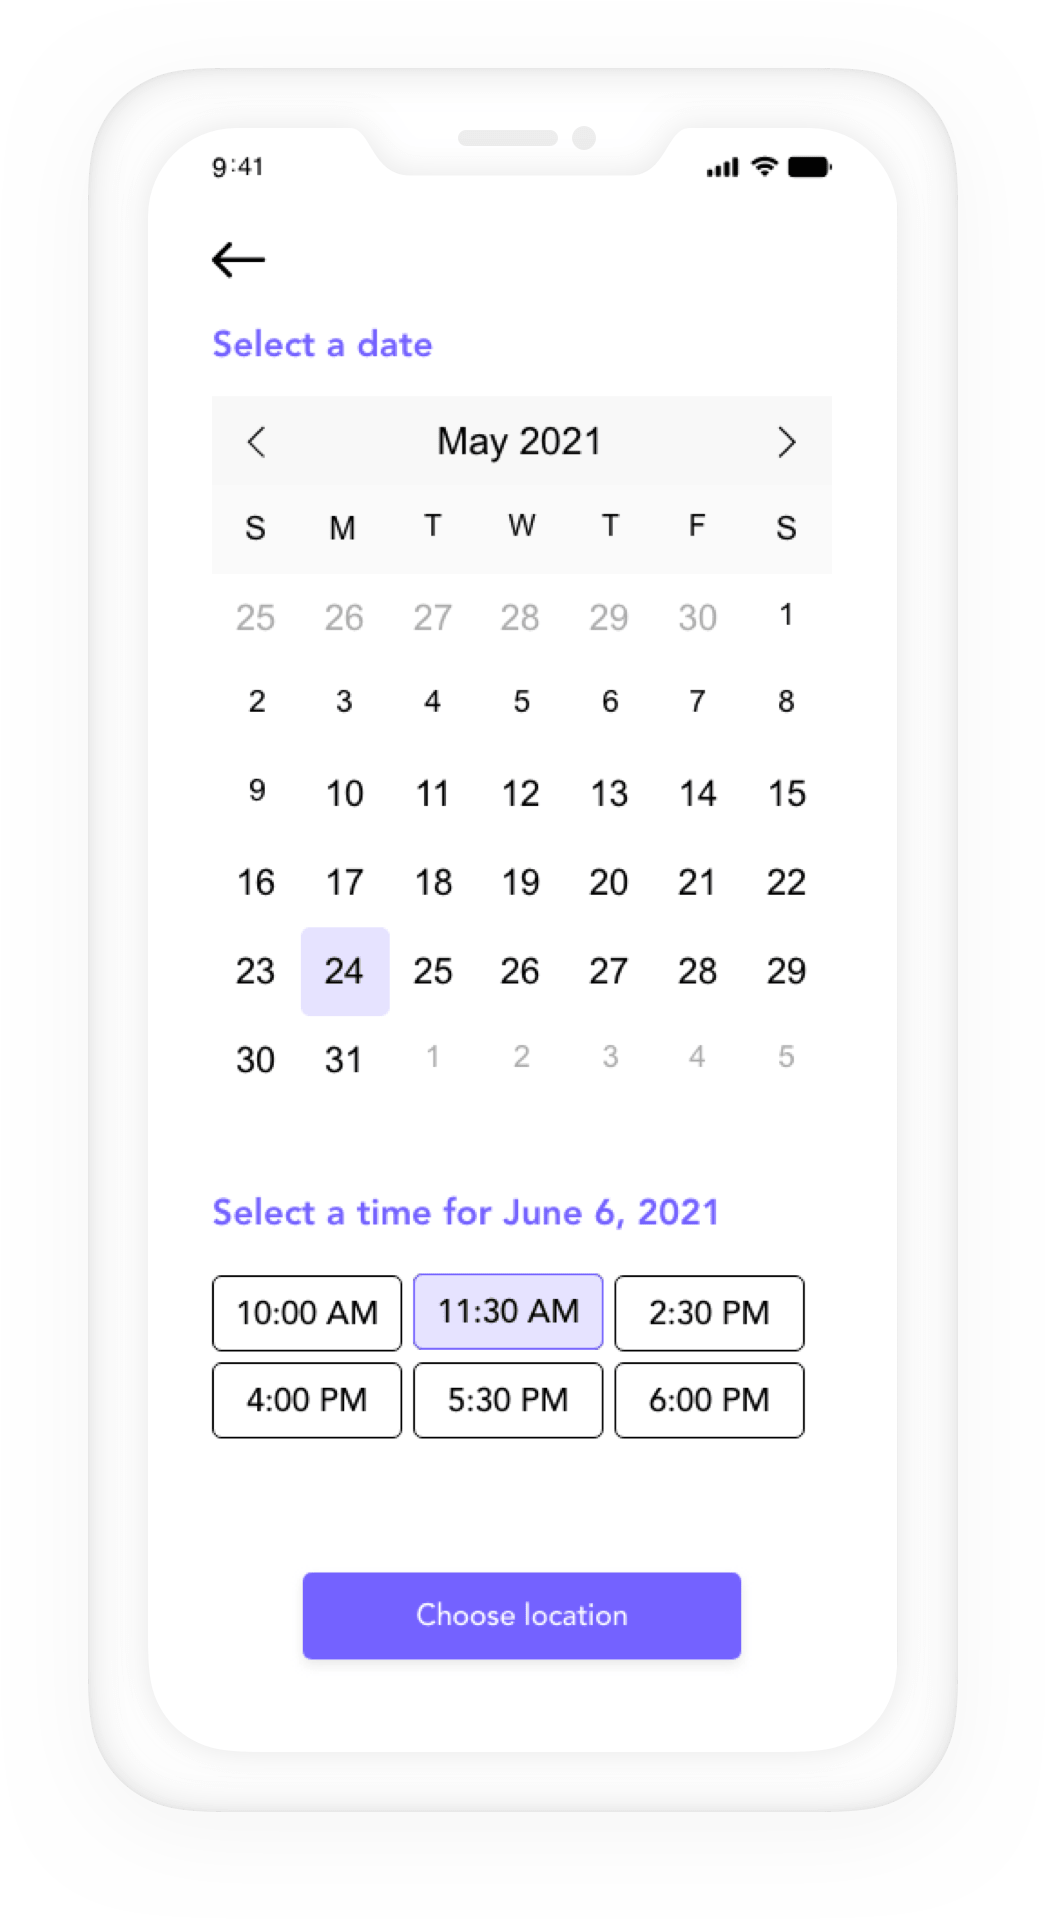 9:41
Select a date
May 2021
S M T W T F S
25 26 27 28 29 30 1
2 3 4 5 6 7 8
9 10 11 12 13 14 15
16 17 18 19 20 21 22
23 24 25 26 27 28 29
30 31 1 2 3 4 5
Select a time for June 6, 2021
10:00 AM 11:30 AM 2:30 PM
4:00 PM 5:30 PM 6:00 PM
Choose location